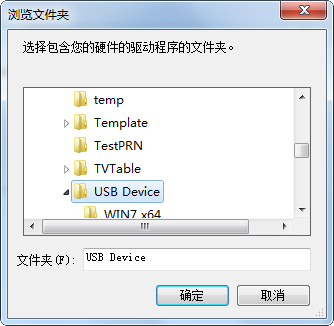 浏览文件夹
选择包含您的硬件的驱动程序的文件夹。
temp
Template
TestPRN
TVTable
USB Device
WIN7 x64
文件夹(F): USB Device
确定 取消